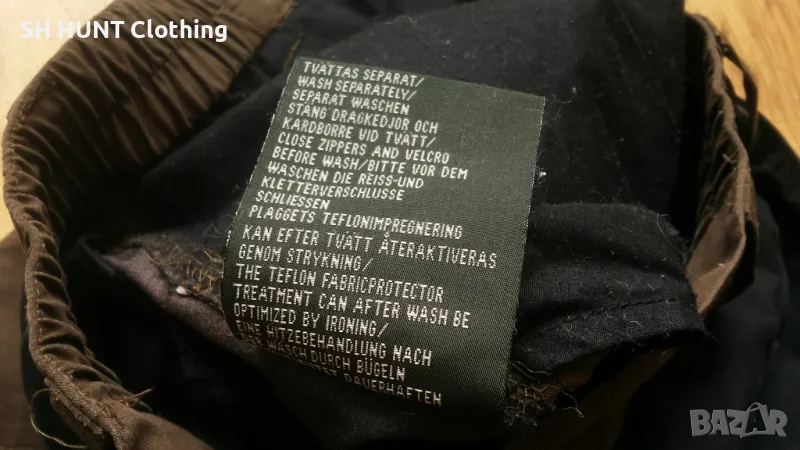 SH HUNT Clothing
TVÄTTAS SEPARAT/
WASH SEPARATELY/
SEPARAT WASCHEN
STÄNG DRAGKEDJOR OCH
KARDBORRE VID TVÄTT/
CLOSE ZIPPERS AND VELCRO
BEFORE WASH/BITTE VOR DEM
WASCHEN DIE REISS-UND
KLETTERVERSCHLUSSE
SCHLIESSEN
PLAGGETS TEFLONIMPREGNERING
KAN EFTER TVÄTT ÅTERAKTIVERAS
GENOM STRYKNING/
THE TEFLON FABRICPROTECTOR
TREATMENT CAN AFTER WASH BE
OPTIMIZED BY IRONING/
EINE HITZEBEHANDLUNG NACH
WASCH DURCH BÜGELN
DAUERHAFTEN
BAZAR